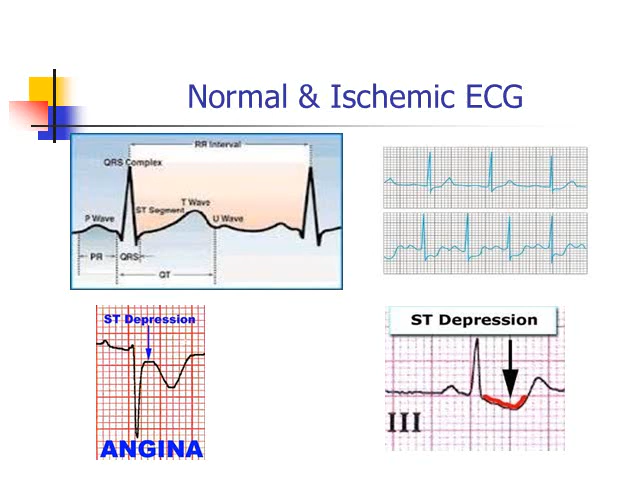 Normal & Ischemic ECG
RR Interval
QRS Complex
T Wave
ST Segment
P Wave
U Wave
PR
QRS
QT
ST Depression
ANGINA
ST Depression
III